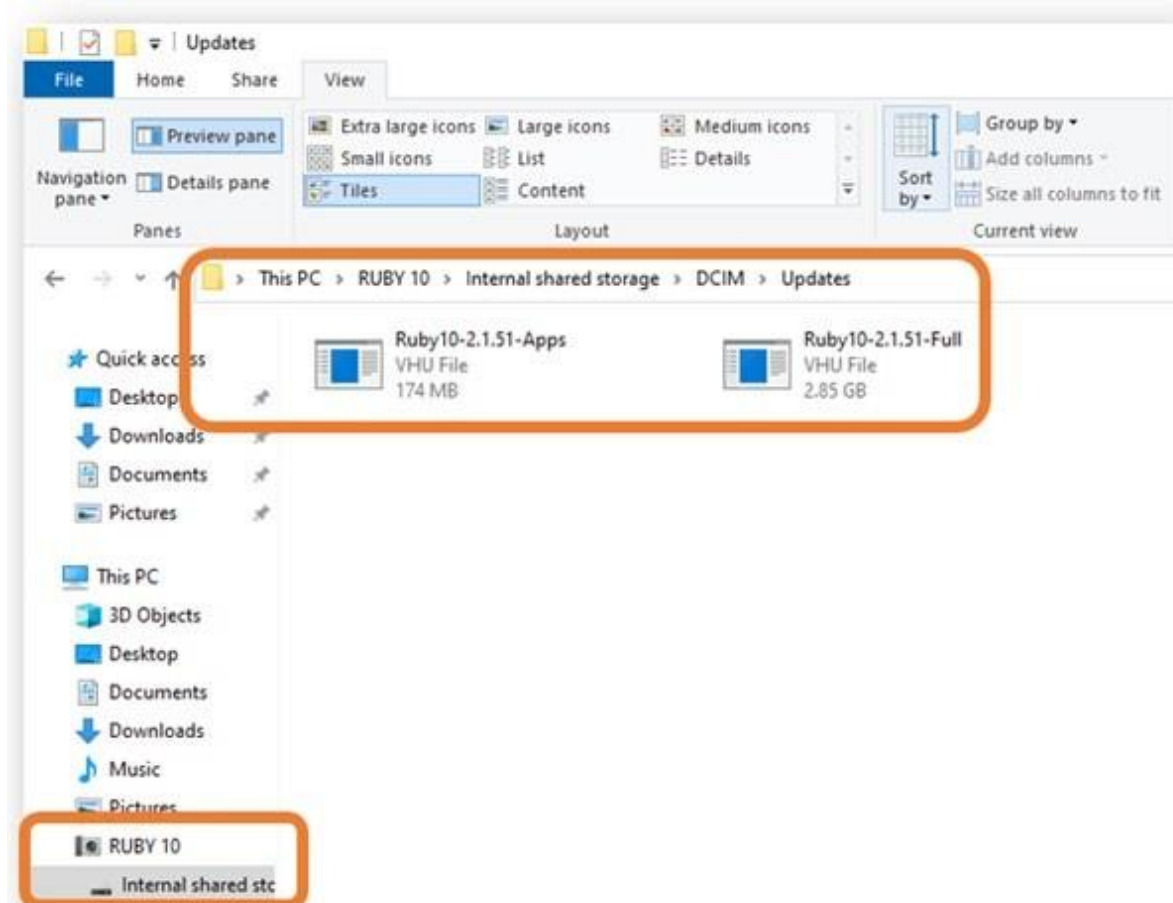 Updates
File Home Share View
Preview pane
Navigation pane
Details pane
Panes
Extra large icons Large icons Medium icons
Small icons List Details
Tiles Content
Layout
Sort by
Group by
Add columns
Size all columns to fit
Current view
This PC > RUBY 10 > Internal shared storage > DCIM > Updates
Ruby10-2.1.51-Apps
VHU File
174 MB
Ruby10-2.1.51-Full
VHU File
2.85 GB
Quick access
Desktop
Downloads
Documents
Pictures
This PC
3D Objects
Desktop
Documents
Downloads
Music
Pictures
RUBY 10
Internal shared stc